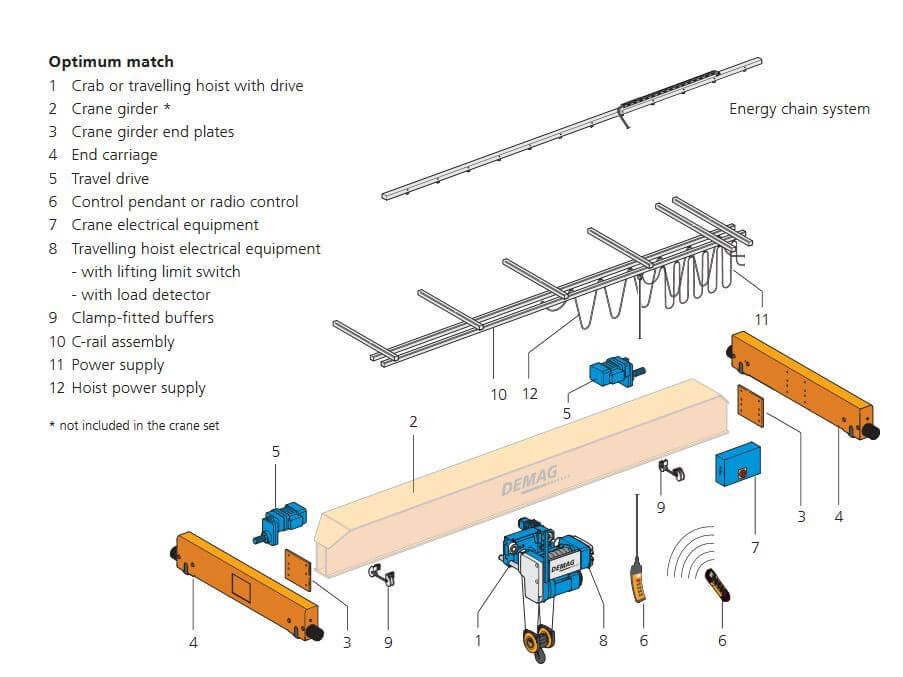 Optimum match
1 Crab or travelling hoist with drive
2 Crane girder *
3 Crane girder end plates
4 End carriage
5 Travel drive
6 Control pendant or radio control
7 Crane electrical equipment
8 Travelling hoist electrical equipment
- with lifting limit switch
- with load detector
9 Clamp-fitted buffers
10 C-rail assembly
11 Power supply
12 Hoist power supply
* not included in the crane set
Energy chain system
11
10 12
5
2
5
DEMAG
9
3 4
7
DEMAG
4 3 9 1 8 6 6